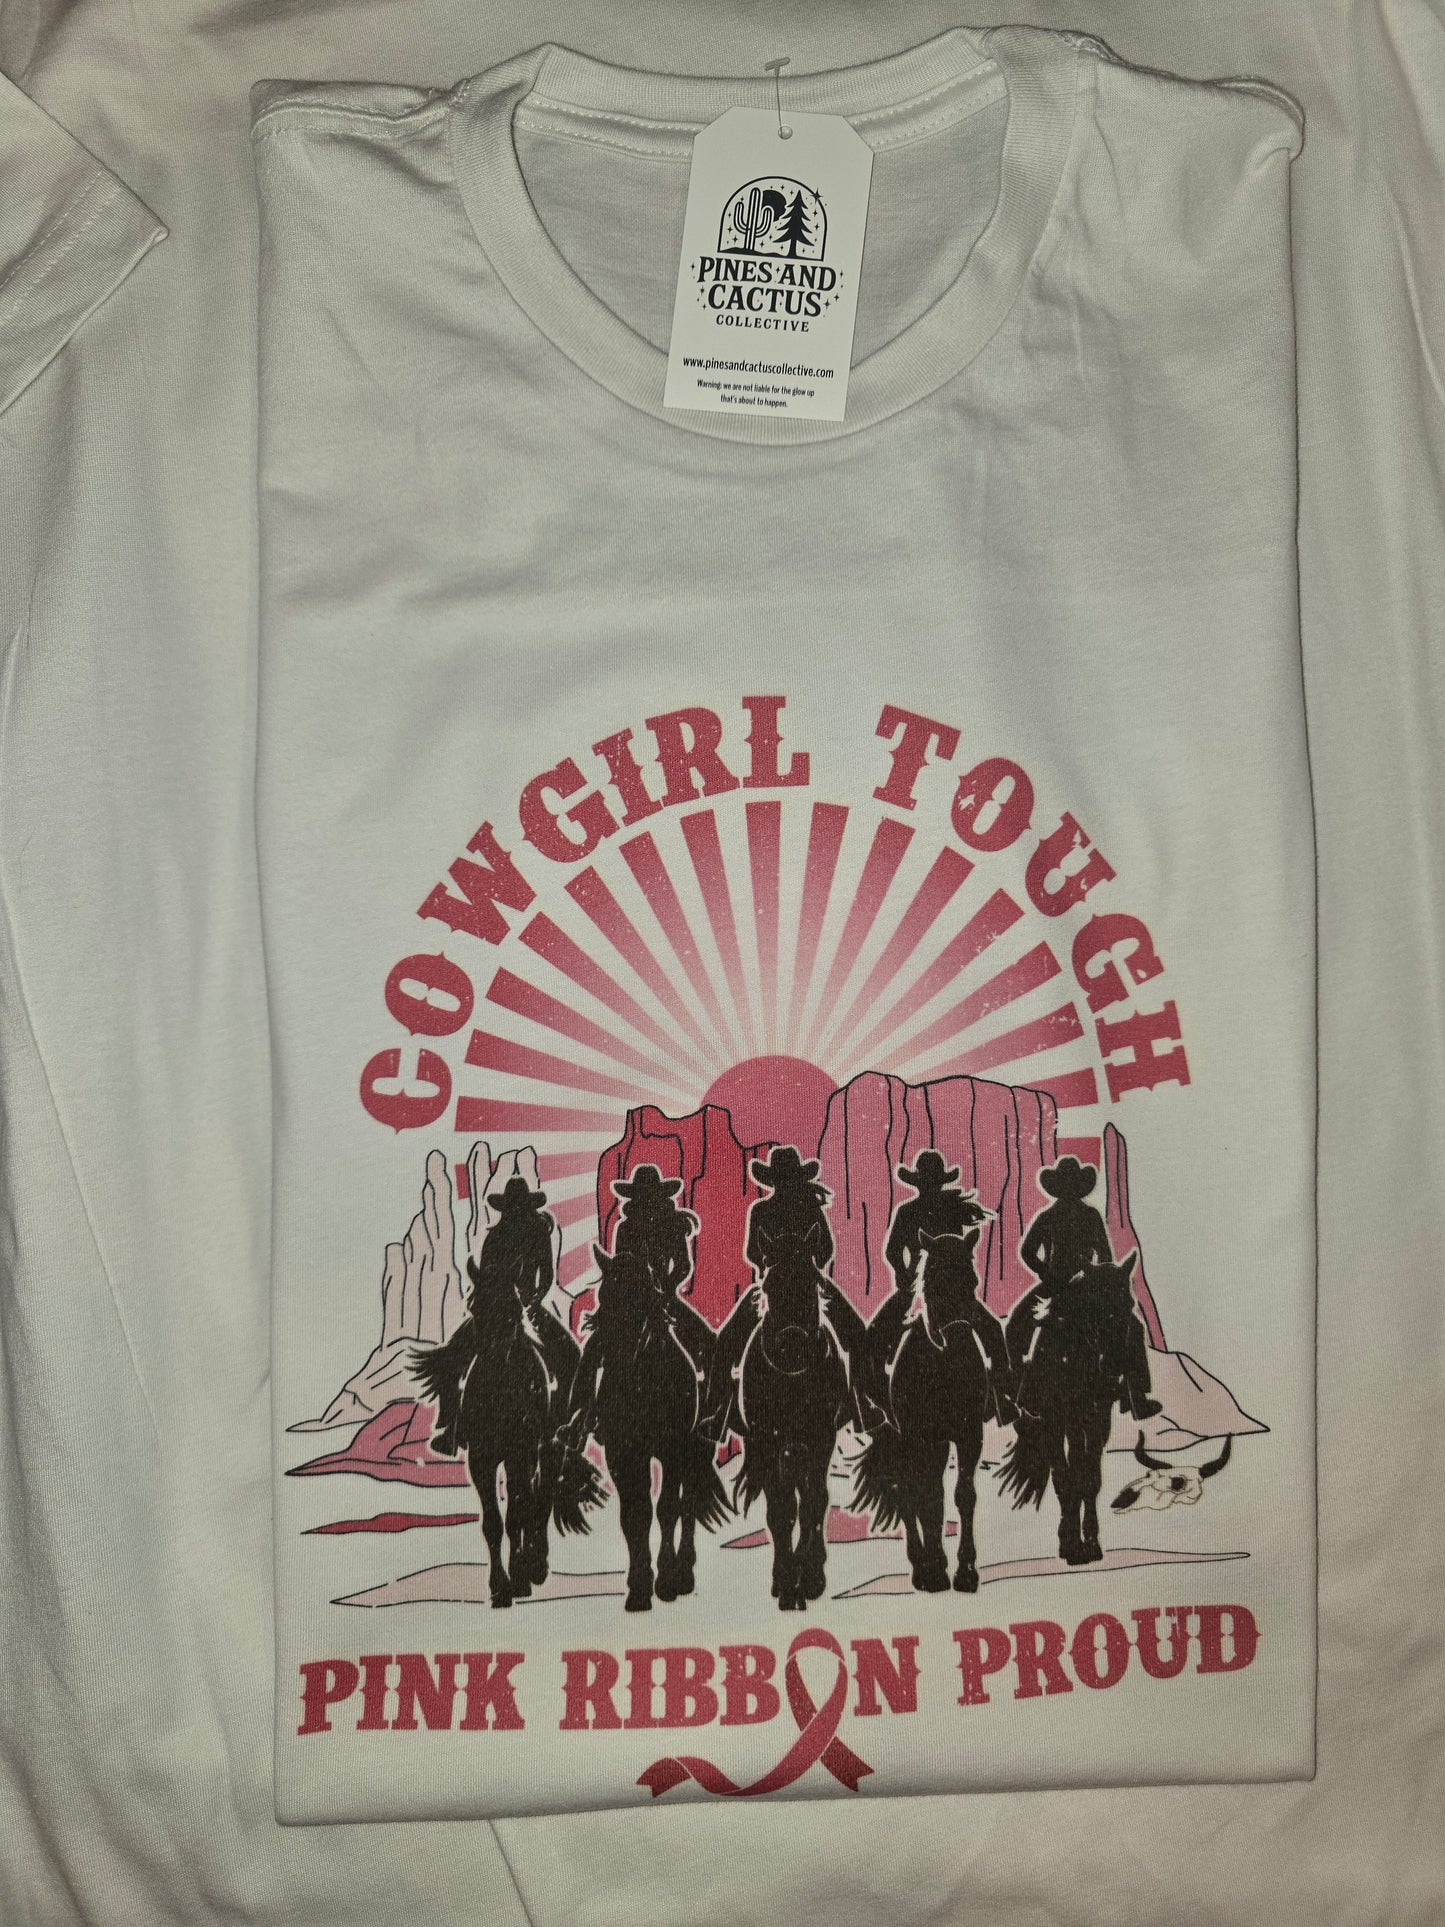 PINES AND
CACTUS
COLLECTIVE
www.pinesandcactuscollective.com
Warning: we are not liable for the glow up
that's about to happen.
COWGIRL TOUGH
PINK RIBBON PROUD